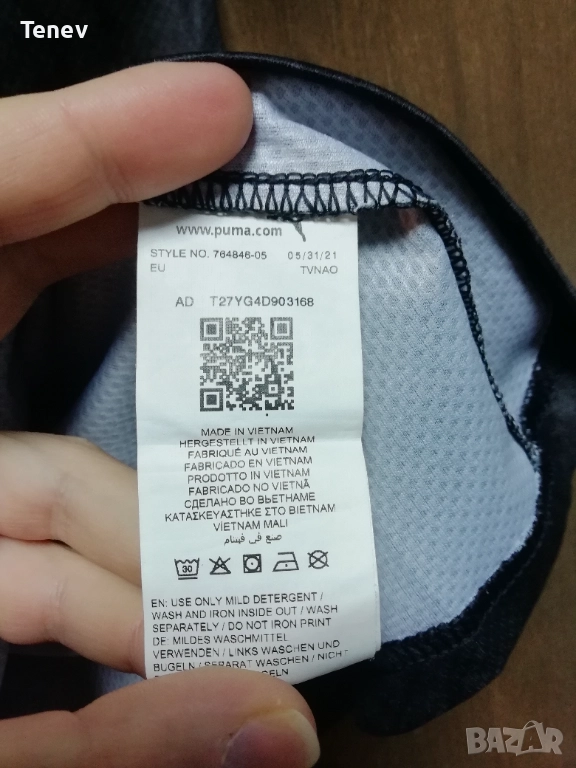 Tenev
www.puma.com
STYLE NO. 764846-05 05/31/21
EU TVNAO
AD T27YG4D903168
MADE IN VIETNAM
HERGESTELLT IN VIETNAM
FABRIQUÉ AU VIETNAM
FABRICADO EN VIETNAM
PRODOTTO IN VIETNAM
FABRICADO NO VIETNÃ
СДЕЛАНО ВО ВЬЕТНАМЕ
ΚΑΤΑΣΚΕΥΑΣΤΗΚΕ ΣΤΟ ΒΙΕΤΝΑΜ
VIETNAM MALI
صنع في فيتنام
30
EN: USE ONLY MILD DETERGENT /
WASH AND IRON INSIDE OUT / WASH
SEPARATELY / DO NOT IRON PRINT
DE: MILDES WASCHMITTEL
VERWENDEN / LINKS WASCHEN UND
BUGELN / SEPARAT WASCHEN / NICHT
BAZAR